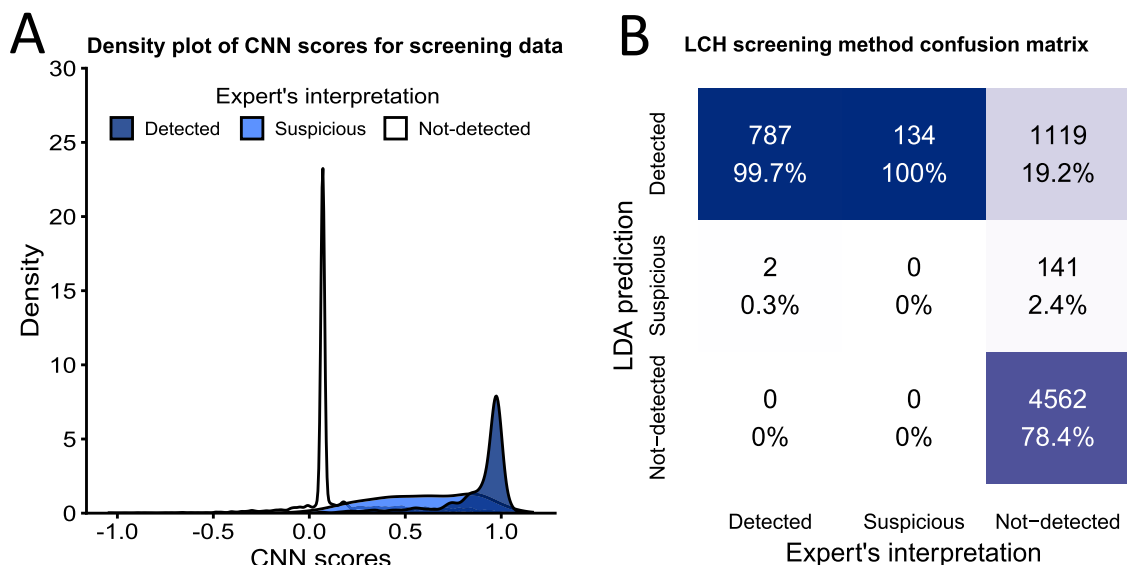 A
Density plot of CNN scores for screening data
Expert's interpretation
Detected
Suspicious
Not-detected
30
25
20
15
10
5
0
Density
-1.0
-0.5
0.0
0.5
1.0
CNN scores
B
LCH screening method confusion matrix
LDA prediction
Detected
787
134
1119
99.7%
100%
19.2%
Suspicious
2
0
141
0.3%
0%
2.4%
Not−detected
0
0
4562
0%
0%
78.4%
Detected
Suspicious
Not−detected
Expert's interpretation